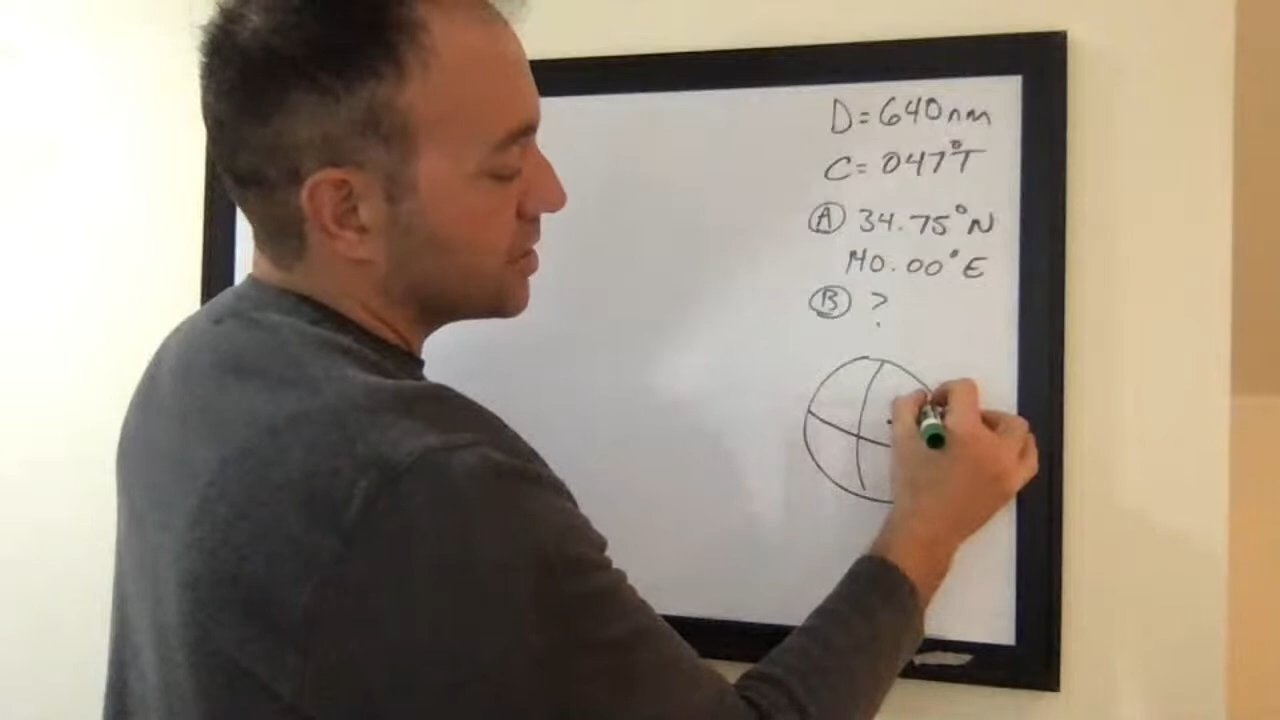 D = 640nm
C = 047°T
A 34.75°N
140.00°E
B ?